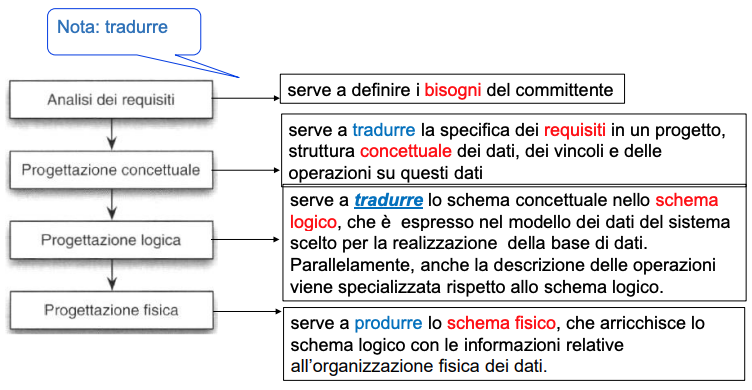 Nota: tradurre
Analisi dei requisiti
serve a definire i bisogni del committente
Progettazione concettuale
serve a tradurre la specifica dei requisiti in un progetto,
struttura concettuale dei dati, dei vincoli e delle
operazioni su questi dati
Progettazione logica
serve a tradurre lo schema concettuale nello schema
logico, che è espresso nel modello dei dati del sistema
scelto per la realizzazione della base di dati.
Parallelamente, anche la descrizione delle operazioni
viene specializzata rispetto allo schema logico.
Progettazione fisica
serve a produrre lo schema fisico, che arricchisce lo
schema logico con le informazioni relative
all’organizzazione fisica dei dati.